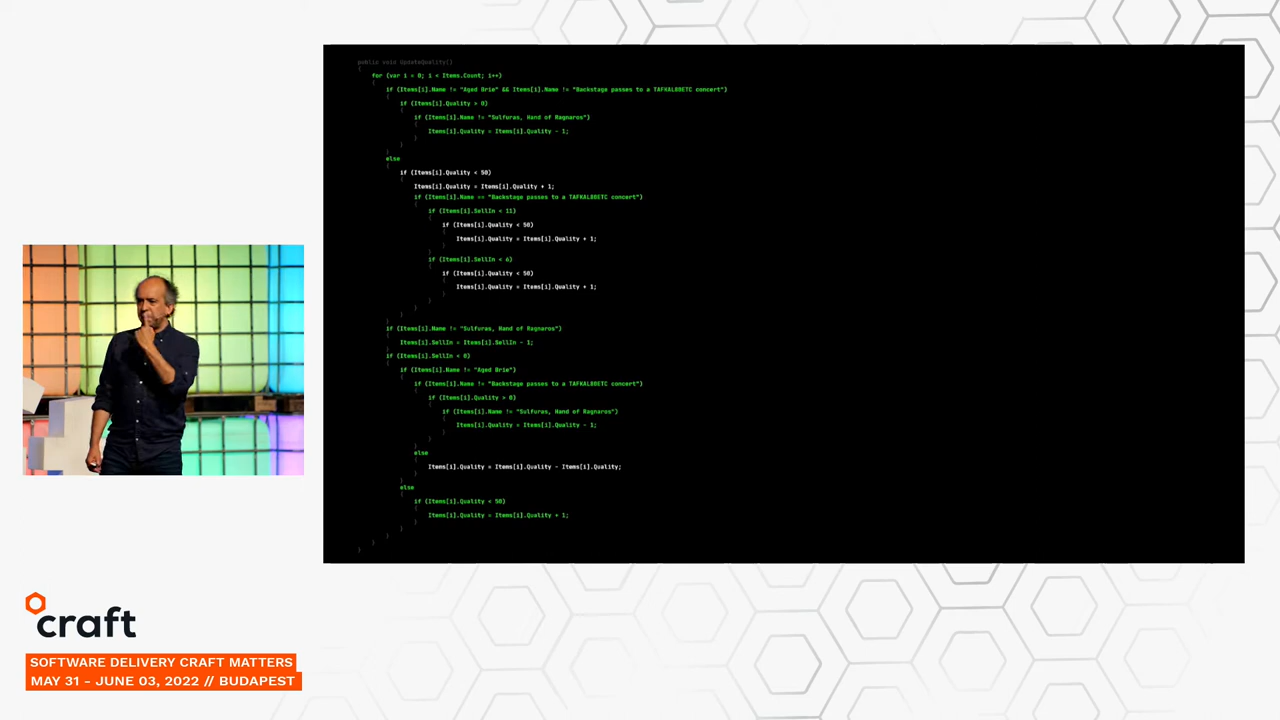 public void UpdateQuality()
{
for (var i = 0; i < Items.Count; i++)
{
if (Items[i].Name != "Aged Brie" && Items[i].Name != "Backstage passes to a TAFKAL80ETC concert")
{
if (Items[i].Quality > 0)
{
if (Items[i].Name != "Sulfuras, Hand of Ragnaros")
{
Items[i].Quality = Items[i].Quality - 1;
}
}
}
else
{
if (Items[i].Quality < 50)
{
Items[i].Quality = Items[i].Quality + 1;
if (Items[i].Name == "Backstage passes to a TAFKAL80ETC concert")
{
if (Items[i].SellIn < 11)
{
if (Items[i].Quality < 50)
{
Items[i].Quality = Items[i].Quality + 1;
}
}
if (Items[i].SellIn < 6)
{
if (Items[i].Quality < 50)
{
Items[i].Quality = Items[i].Quality + 1;
}
}
}
}
}
if (Items[i].Name != "Sulfuras, Hand of Ragnaros")
{
Items[i].SellIn = Items[i].SellIn - 1;
}
if (Items[i].SellIn < 0)
{
if (Items[i].Name != "Aged Brie")
{
if (Items[i].Name != "Backstage passes to a TAFKAL80ETC concert")
{
if (Items[i].Quality > 0)
{
if (Items[i].Name != "Sulfuras, Hand of Ragnaros")
{
Items[i].Quality = Items[i].Quality - 1;
}
}
}
else
{
Items[i].Quality = Items[i].Quality - Items[i].Quality;
}
}
else
{
if (Items[i].Quality < 50)
{
Items[i].Quality = Items[i].Quality + 1;
}
}
}
}
}
craft
SOFTWARE DELIVERY CRAFT MATTERS
MAY 31 - JUNE 03, 2022 // BUDAPEST